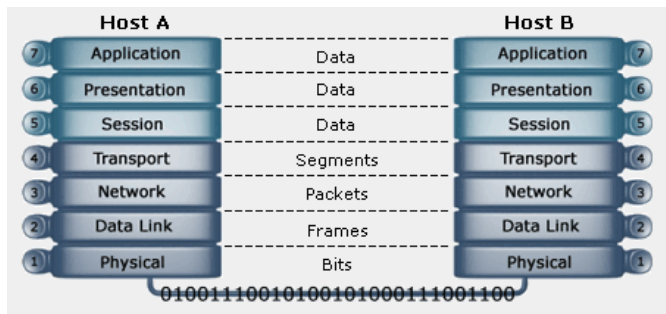 Host A Host B
7 Application Data Application 7
6 Presentation Data Presentation 6
5 Session Data Session 5
4 Transport Segments Transport 4
3 Network Packets Network 3
2 Data Link Frames Data Link 2
1 Physical Bits Physical 1
0100111001010010101000111001100